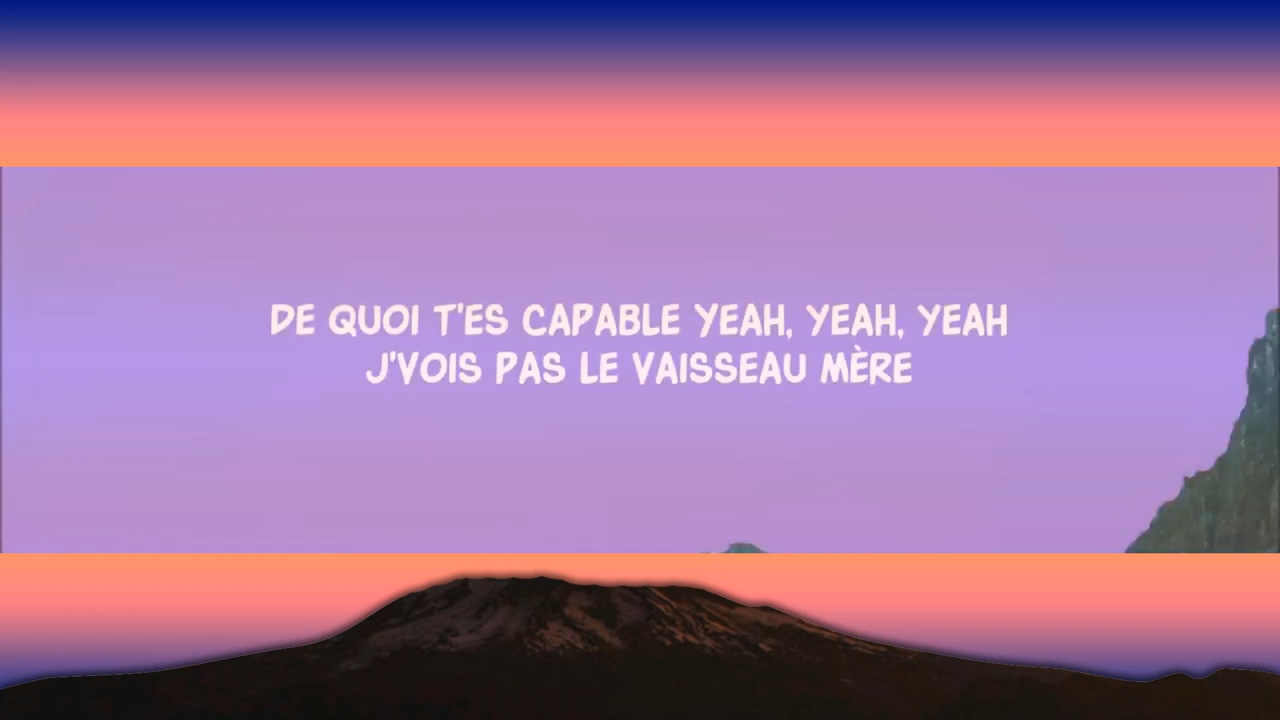 DE QUOI T'ES CAPABLE YEAH, YEAH, YEAH
J'VOIS PAS LE VAISSEAU MÈRE